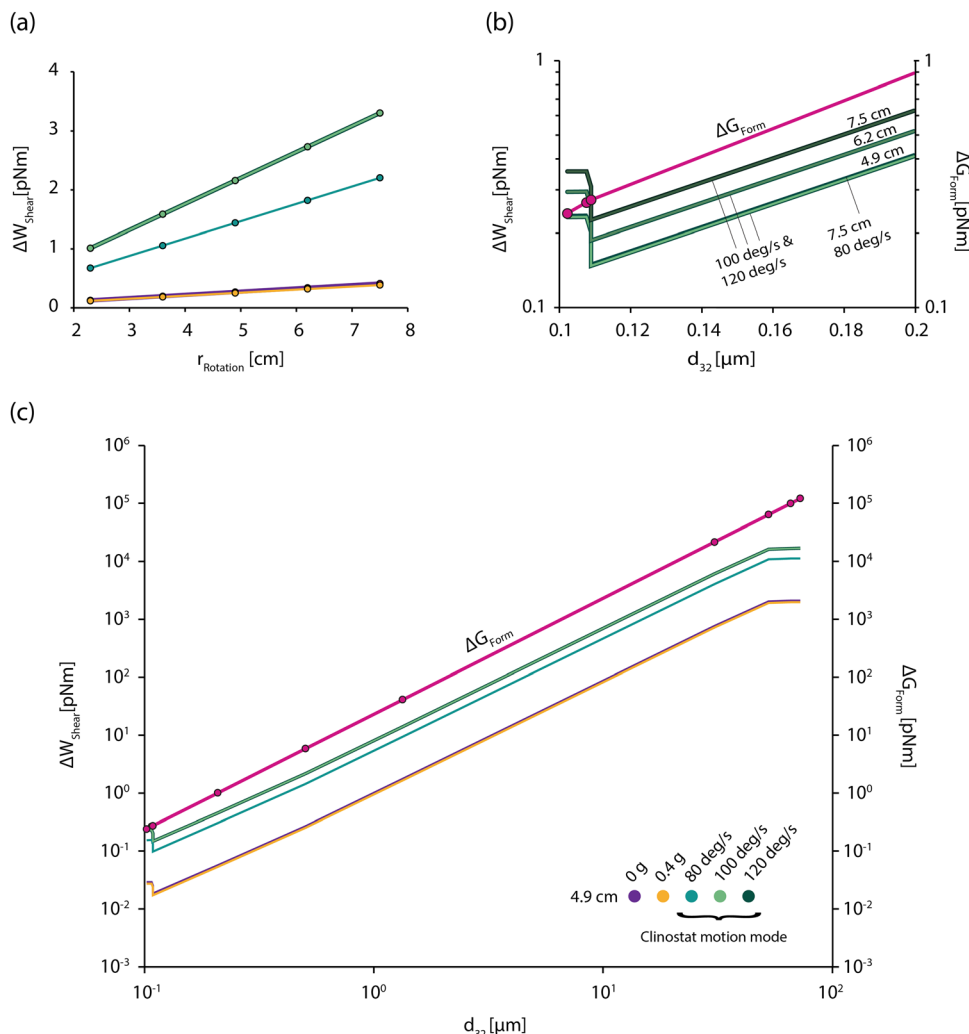 (a)
4
3
2
1
0
ΔW_Shear [pNm]
2 3 4 5 6 7 8
r_Rotation [cm]
(b)
1
0.1
ΔW_Shear [pNm]
1
0.1
ΔG_Form [pNm]
ΔG_Form
7.5 cm
6.2 cm
4.9 cm
100 deg/s &
120 deg/s
7.5 cm
80 deg/s
0.1 0.12 0.14 0.16 0.18 0.2
d_32 [μm]
(c)
10^6
10^5
10^4
10^3
10^2
10^1
10^0
10^-1
10^-2
10^-3
ΔW_Shear [pNm]
ΔG_Form
10^6
10^5
10^4
10^3
10^2
10^1
10^0
10^-1
10^-2
10^-3
ΔG_Form [pNm]
0 g
0.4 g
80 deg/s
100 deg/s
120 deg/s
4.9 cm
Clinostat motion mode
10^-1 10^0 10^1 10^2
d_32 [μm]